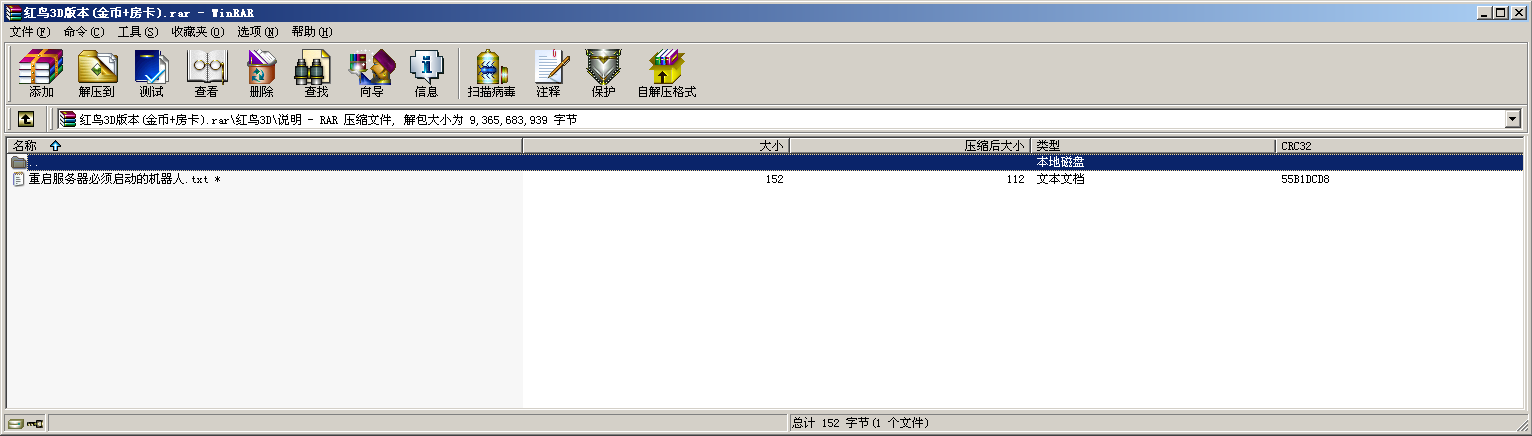 红鸟3D版本(金币+房卡).rar - WinRAR
文件(F) 命令(C) 工具(S) 收藏夹(O) 选项(N) 帮助(H)
添加 解压到 测试 查看 删除 查找 向导 信息 扫描病毒 注释 保护 自解压格式
红鸟3D版本(金币+房卡).rar\红鸟3D\说明 - RAR 压缩文件, 解包大小为 9,365,683,939 字节
名称 大小 压缩后大小 类型 CRC32
.. 本地磁盘
重启服务器必须启动的机器人.txt * 152 112 文本文档 55B1DCD8
总计 152 字节(1 个文件)